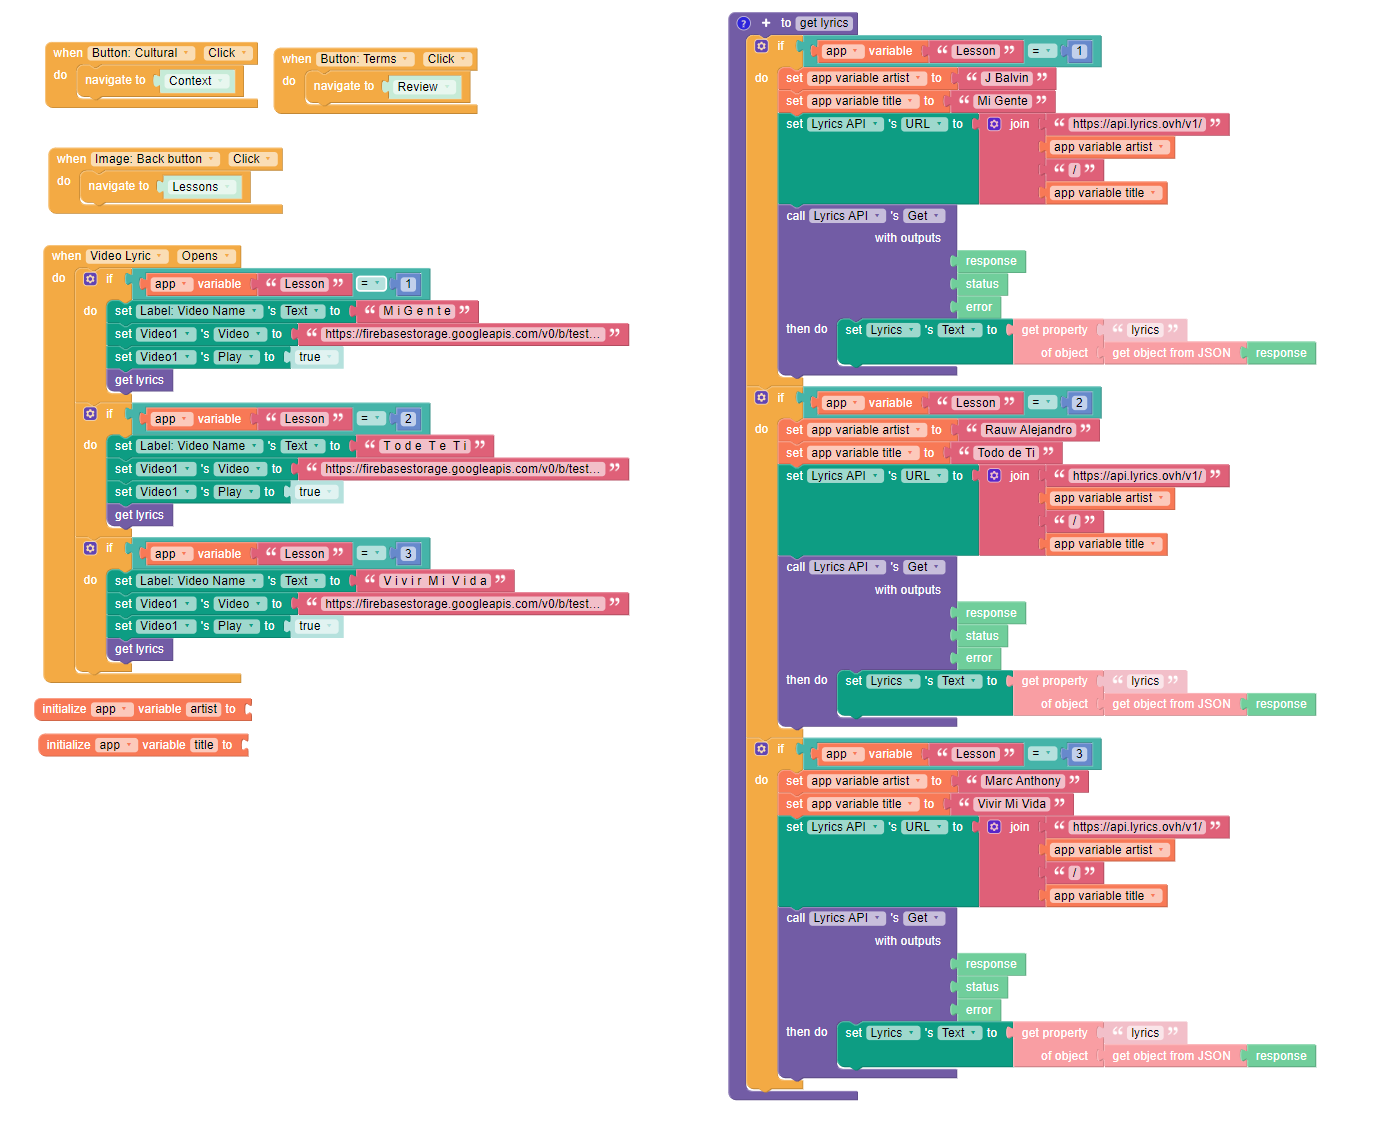 when Button: Cultural Click
do navigate to Context
when Button: Terms Click
do navigate to Review
when Image: Back button Click
do navigate to Lessons
when Video Lyric Opens
do if app variable “ Lesson ” = 1
do set Label: Video Name 's Text to “ M i G e n t e ”
set Video1 's Video to “ https://firebasestorage.googleapis.com/v0/b/test... ”
set Video1 's Play to true
get lyrics
if app variable “ Lesson ” = 2
do set Label: Video Name 's Text to “ T o d e T e T i ”
set Video1 's Video to “ https://firebasestorage.googleapis.com/v0/b/test... ”
set Video1 's Play to true
get lyrics
if app variable “ Lesson ” = 3
do set Label: Video Name 's Text to “ V i v i r M i V i d a ”
set Video1 's Video to “ https://firebasestorage.googleapis.com/v0/b/test... ”
set Video1 's Play to true
get lyrics
initialize app variable artist to
initialize app variable title to
? + to get lyrics
if app variable “ Lesson ” = 1
do set app variable artist to “ J Balvin ”
set app variable title to “ Mi Gente ”
set Lyrics API 's URL to join “ https://api.lyrics.ovh/v1/ ”
app variable artist
“ / ”
app variable title
call Lyrics API 's Get
with outputs
response
status
error
then do set Lyrics 's Text to get property “ lyrics ”
of object get object from JSON response
if app variable “ Lesson ” = 2
do set app variable artist to “ Rauw Alejandro ”
set app variable title to “ Todo de Ti ”
set Lyrics API 's URL to join “ https://api.lyrics.ovh/v1/ ”
app variable artist
“ / ”
app variable title
call Lyrics API 's Get
with outputs
response
status
error
then do set Lyrics 's Text to get property “ lyrics ”
of object get object from JSON response
if app variable “ Lesson ” = 3
do set app variable artist to “ Marc Anthony ”
set app variable title to “ Vivir Mi Vida ”
set Lyrics API 's URL to join “ https://api.lyrics.ovh/v1/ ”
app variable artist
“ / ”
app variable title
call Lyrics API 's Get
with outputs
response
status
error
then do set Lyrics 's Text to get property “ lyrics ”
of object get object from JSON response